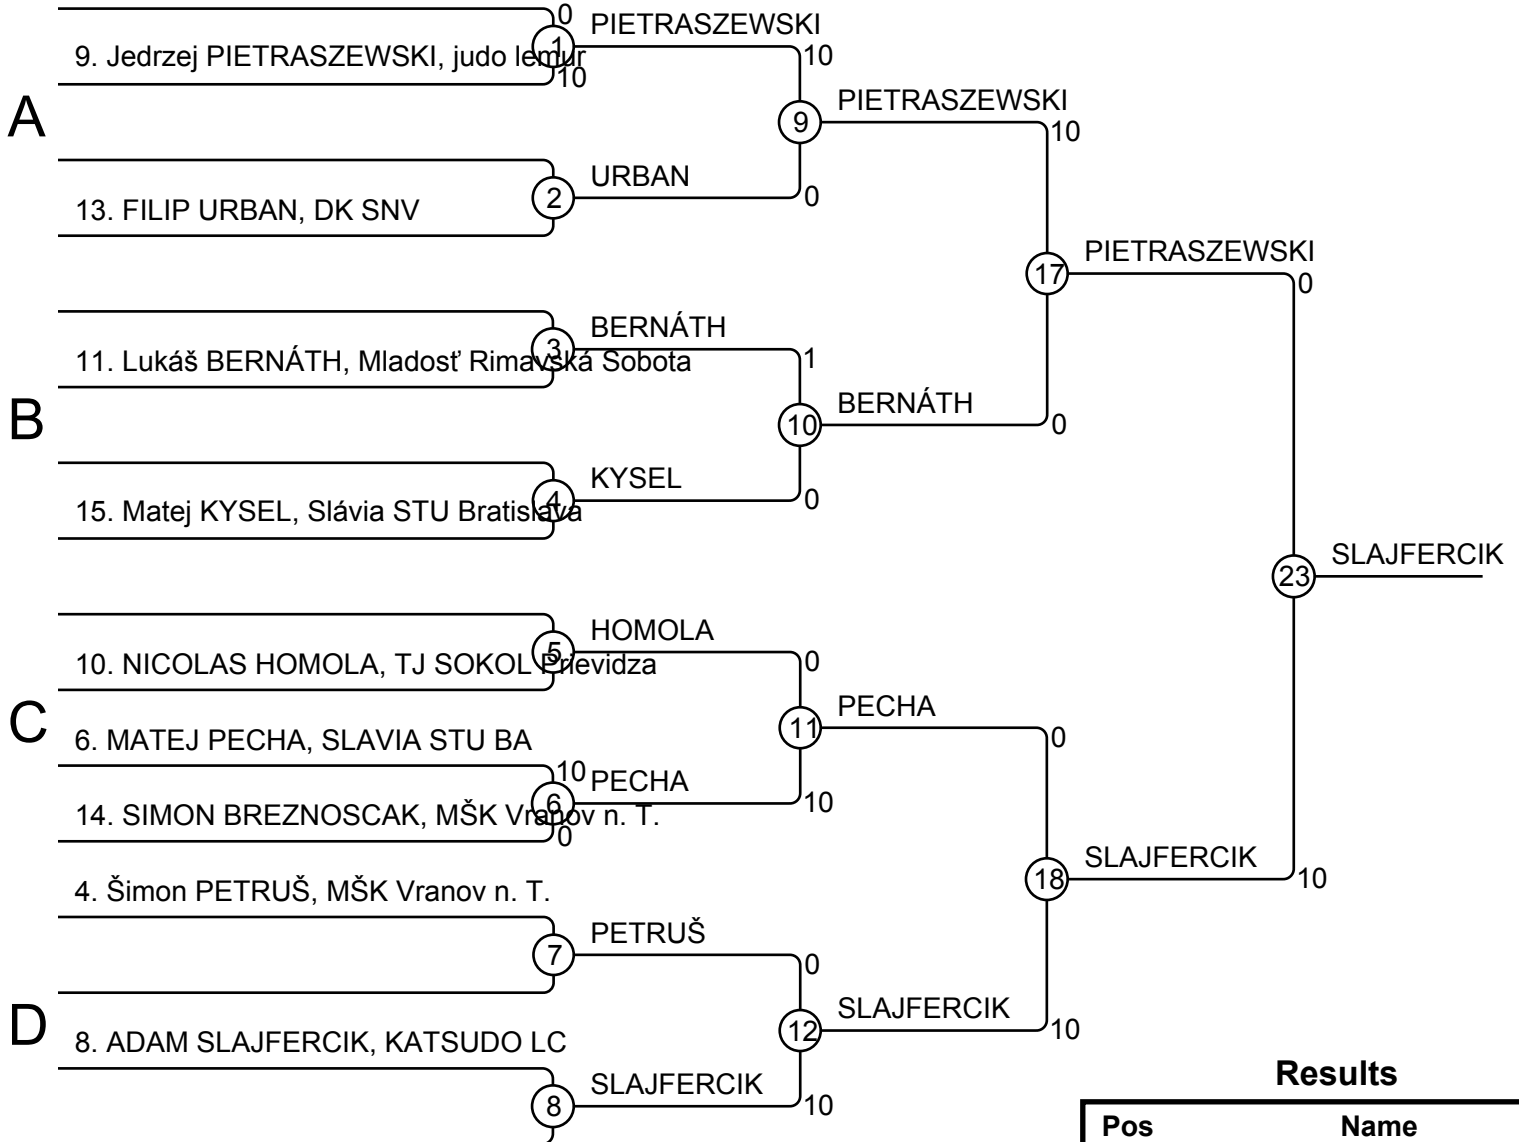 0
PIETRASZEWSKI
1
9. Jedrzej PIETRASZEWSKI, judo lemur
10
10
A
9
PIETRASZEWSKI
10
URBAN
2
0
13. FILIP URBAN, DK SNV
PIETRASZEWSKI
17
0
BERNÁTH
3
11. Lukáš BERNÁTH, Mladosť Rimavská Sobota
1
B
10
BERNÁTH
0
KYSEL
4
0
15. Matej KYSEL, Slávia STU Bratislava
SLAJFERCIK
23
HOMOLA
5
10. NICOLAS HOMOLA, TJ SOKOL Prievidza
0
C
11
PECHA
0
6. MATEJ PECHA, SLAVIA STU BA
10
PECHA
6
10
14. SIMON BREZNOSCAK, MŠK Vranov n. T.
0
SLAJFERCIK
18
10
4. Šimon PETRUŠ, MŠK Vranov n. T.
PETRUŠ
7
0
D
12
SLAJFERCIK
10
8. ADAM SLAJFERCIK, KATSUDO LC
SLAJFERCIK
8
10
Results
Pos Name